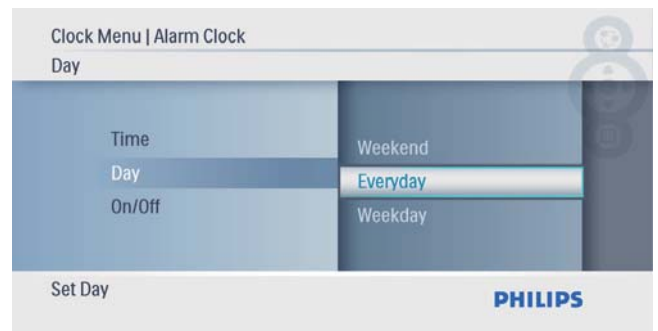 Clock Menu | Alarm Clock
Day
Time
Day
On/Off
Weekend
Everyday
Weekday
Set Day
PHILIPS